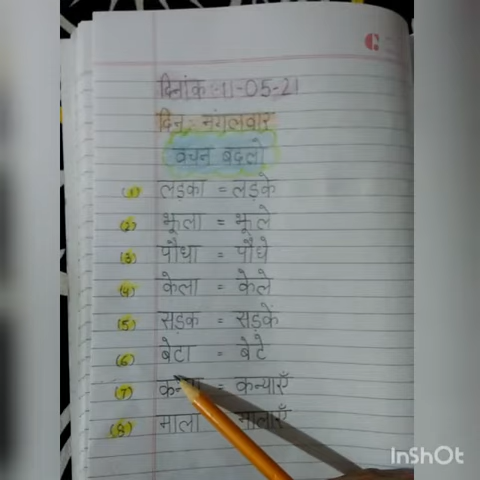 दिनांक :-11-05-21
दिन :- मंगलवार
वचन बदलो
(1) लड़का = लड़के
(2) झूला = झूले
(3) पौधा = पौधे
(4) केला = केले
(5) सड़क = सड़कें
(6) बेटा = बेटे
(7) = कन्याएँ
(8) माला = मालाएँ
InShOt